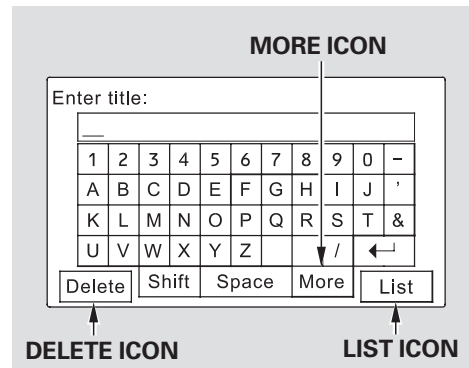 MORE ICON
Enter title:
1 2 3 4 5 6 7 8 9 0 –
A B C D E F G H I J ’
K L M N O P Q R S T &
U V W X Y Z /
Delete Shift Space More List
DELETE ICON LIST ICON